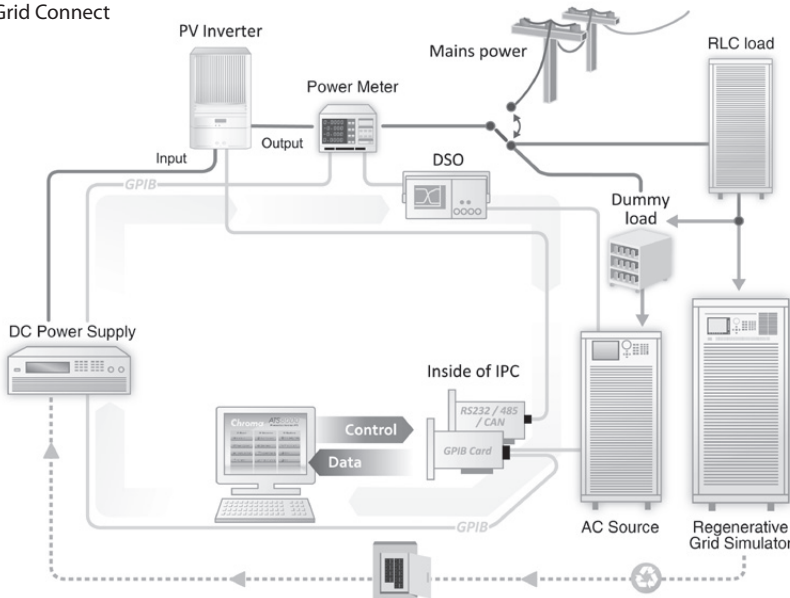 Grid Connect
PV Inverter
Mains power
RLC load
Power Meter
Input
Output
GPIB
DSO
Dummy
load
DC Power Supply
Inside of IPC
Chroma
RS232 / 485
/ CAN
Control
GPIB Card
Data
GPIB
AC Source
Regenerative
Grid Simulator